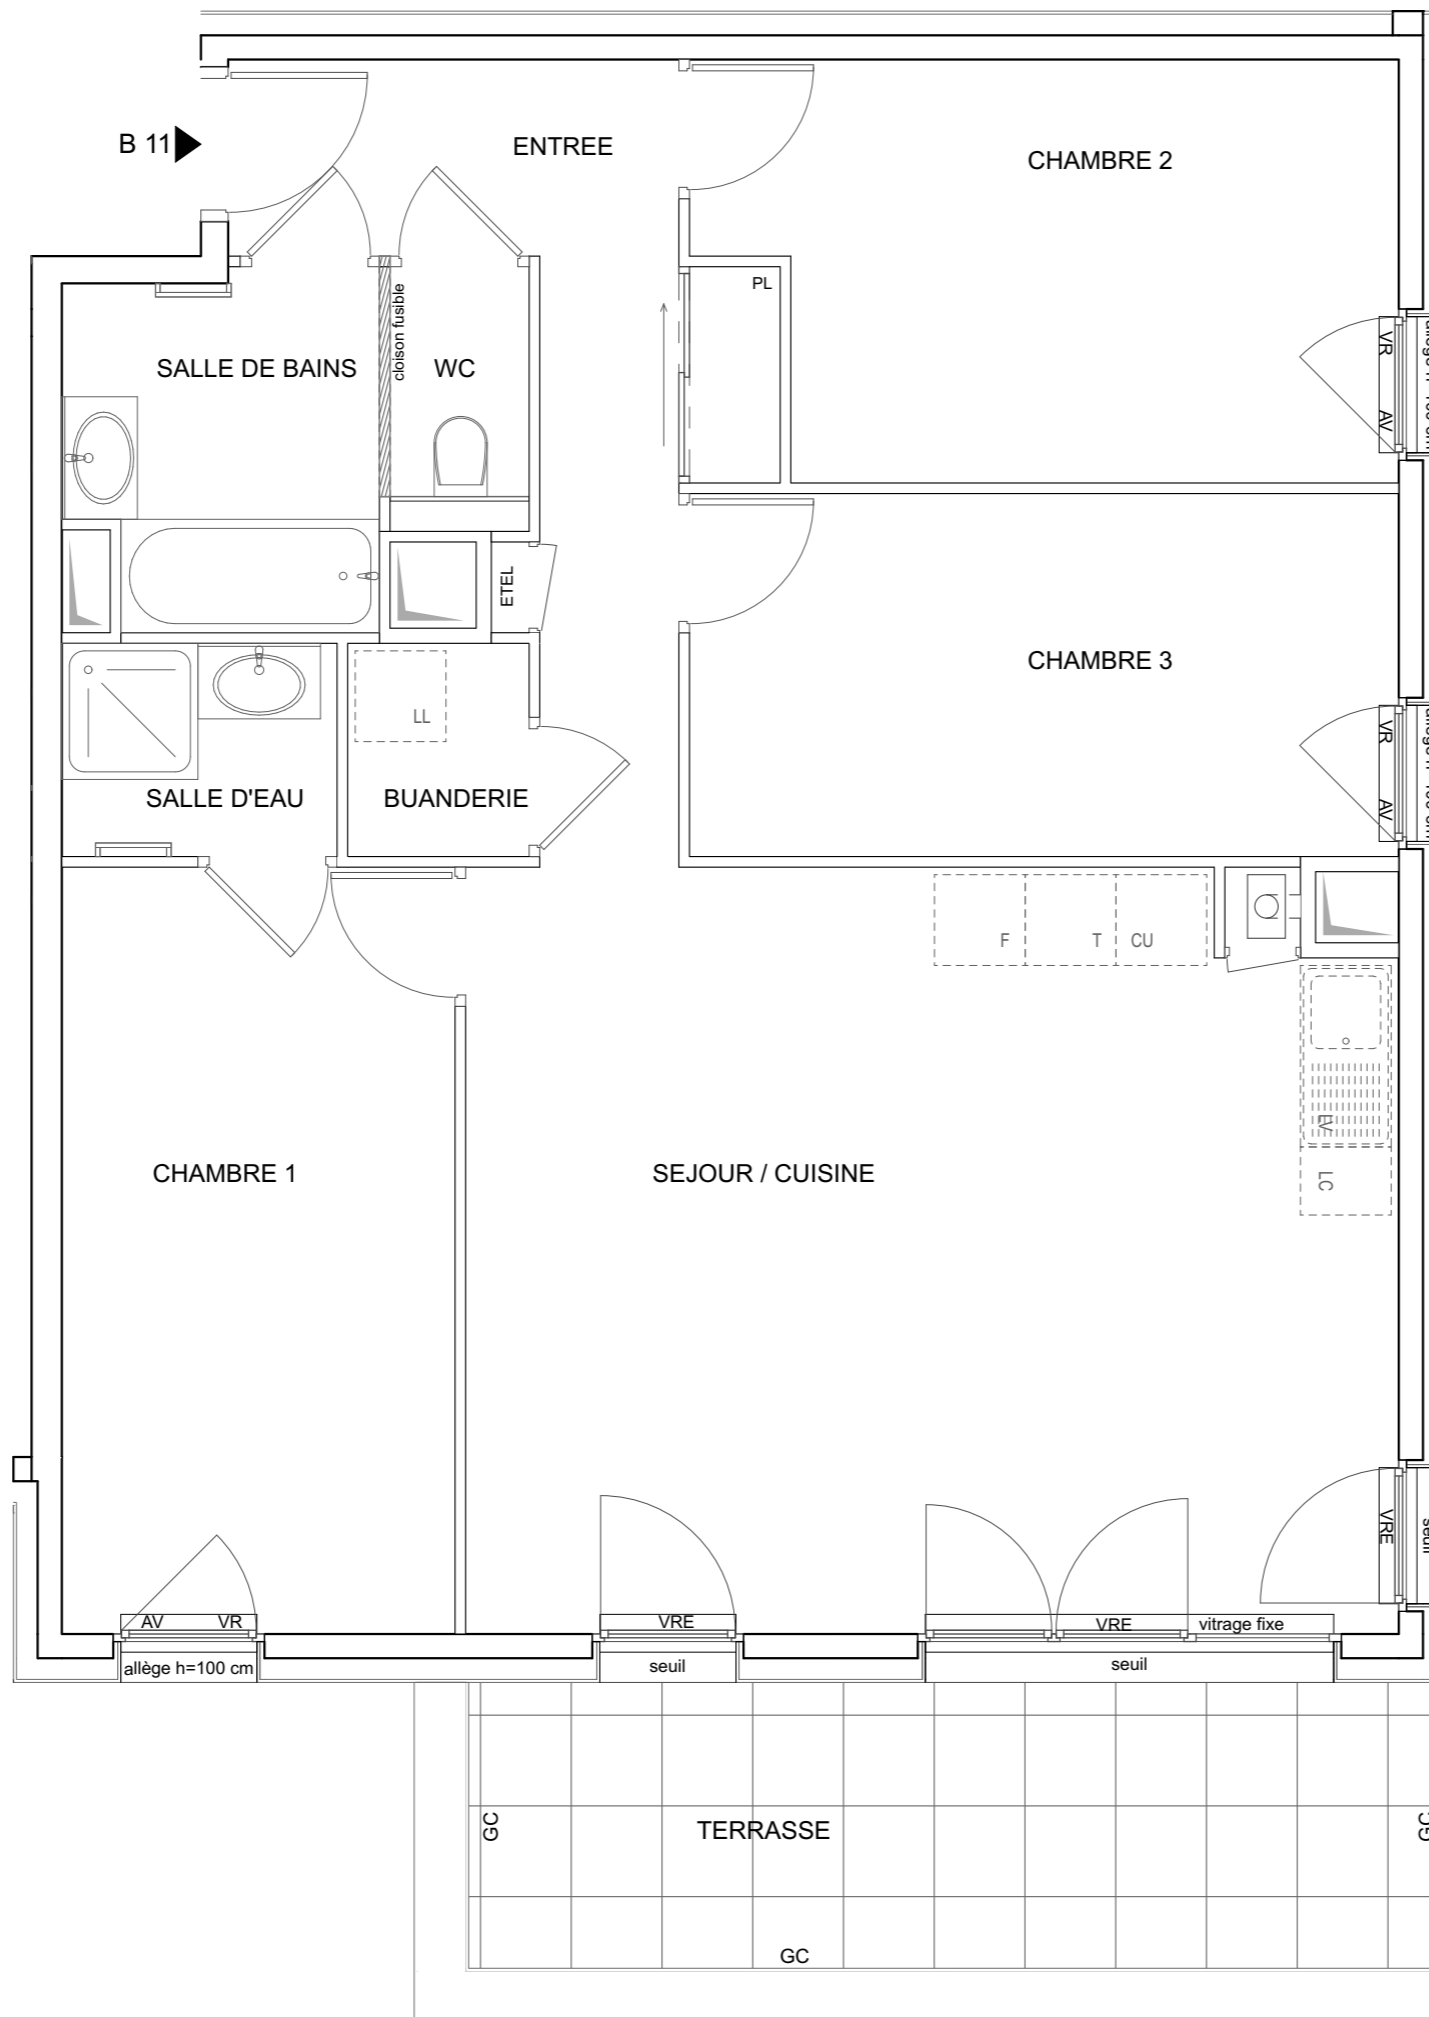 B 11
ENTREE
CHAMBRE 2
PL
cloison fusible
SALLE DE BAINS
WC
VR
AV
ETEL
CHAMBRE 3
LL
VR
AV
SALLE D'EAU
BUANDERIE
F
T
CU
LV
LC
CHAMBRE 1
SEJOUR / CUISINE
VRE
seuil
AV
VR
VRE
VRE
vitrage fixe
allège h=100 cm
seuil
seuil
GC
TERRASSE
GC
GC